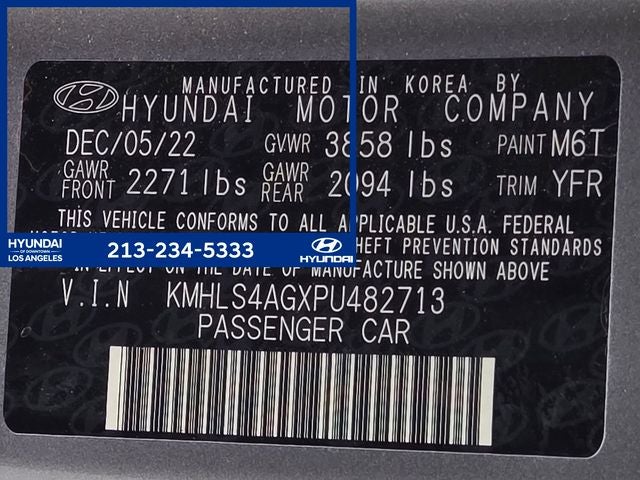 MANUFACTURED IN KOREA BY
HYUNDAI MOTOR COMPANY
DEC/05/22 GVWR 3858 lbs PAINT M6T
GAWR FRONT 2271 lbs GAWR REAR 2094 lbs TRIM YFR
THIS VEHICLE CONFORMS TO ALL APPLICABLE U.S.A. FEDERAL
THEFT PREVENTION STANDARDS
HYUNDAI
OF DOWNTOWN
LOS ANGELES
213-234-5333
HYUNDAI
IN EFFECT ON THE DATE OF MANUFACTURE SHOWN ABOVE
V.I.N KMHLS4AGXPU482713
PASSENGER CAR